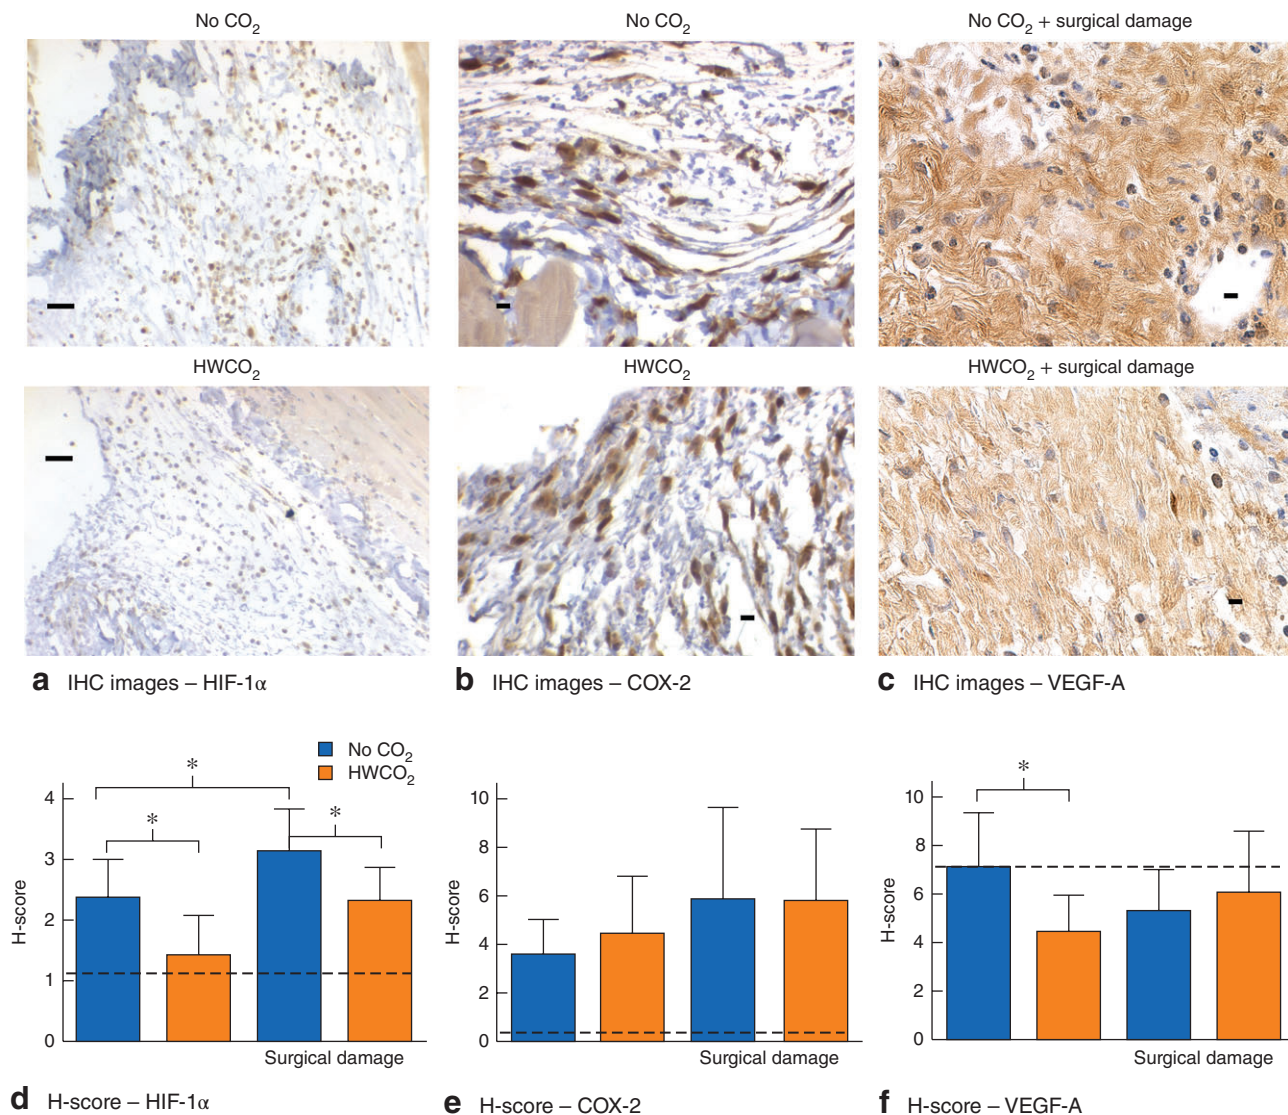 No CO₂
No CO₂
No CO₂ + surgical damage
HWCO₂
HWCO₂
HWCO₂ + surgical damage
a IHC images – HIF-1α
b IHC images – COX-2
c IHC images – VEGF-A
No CO₂
HWCO₂
*
*
*
4
3
2
1
0
H-score
Surgical damage
d H-score – HIF-1α
10
8
6
4
2
0
H-score
Surgical damage
e H-score – COX-2
*
10
8
6
4
2
0
H-score
Surgical damage
f H-score – VEGF-A